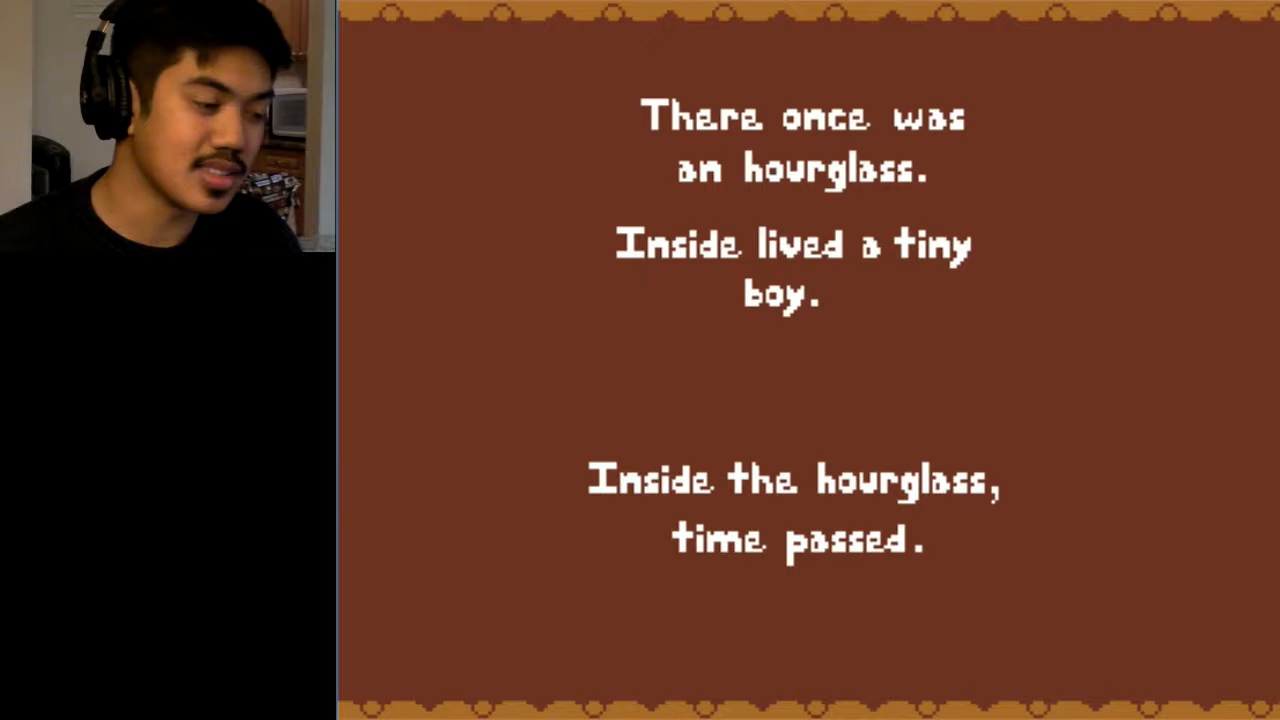 There once was
an hourglass.
Inside lived a tiny
boy.
Inside the hourglass,
time passed.